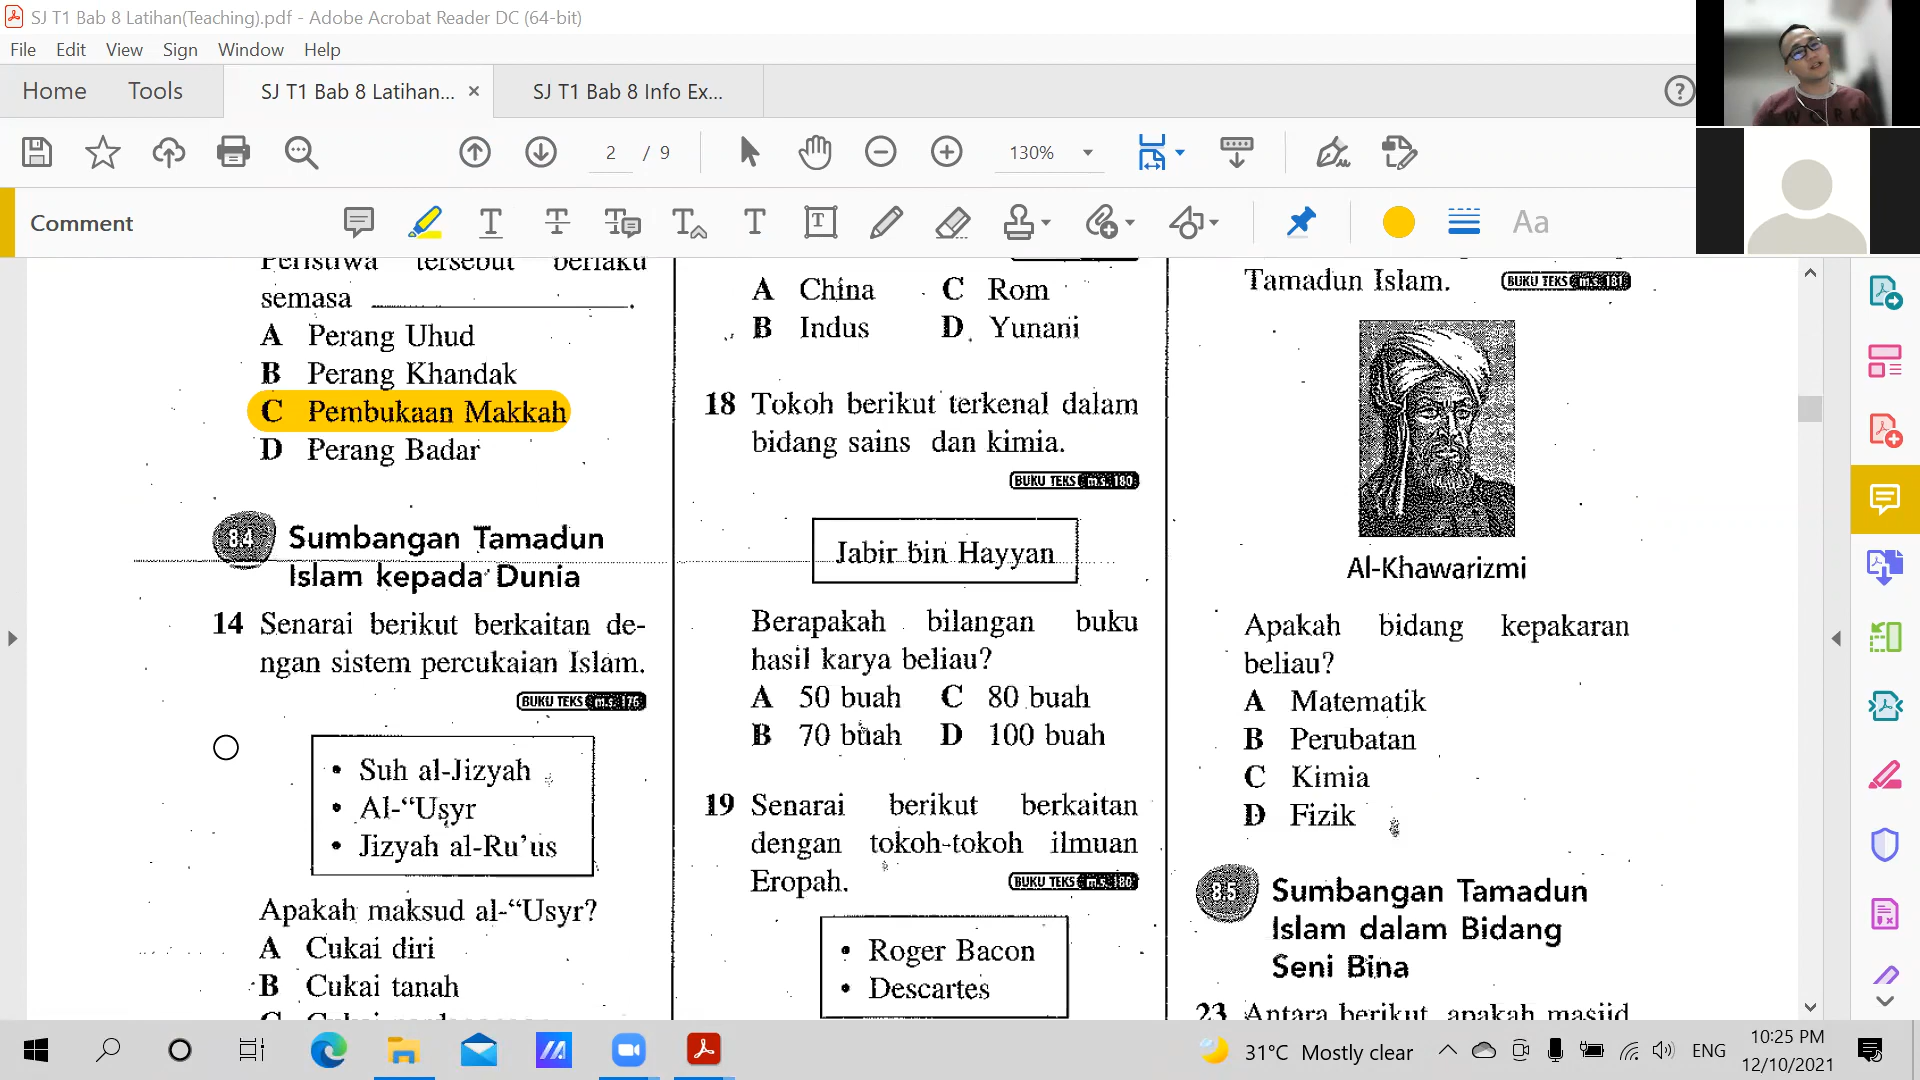 SJ T1 Bab 8 Latihan(Teaching).pdf - Adobe Acrobat Reader DC (64-bit)
File Edit View Sign Window Help
Home Tools SJ T1 Bab 8 Latihan... × SJ T1 Bab 8 Info Ex... ?
2 / 9 130%
Comment Aa
Peristiwa tersebut berlaku
semasa ____________.
A Perang Uhud
B Perang Khandak
C Pembukaan Makkah
D Perang Badar
8.4 Sumbangan Tamadun
Islam kepada Dunia
14 Senarai berikut berkaitan de-
ngan sistem percukaian Islam.
BUKU TEKS m.s. 176
• Suh al-Jizyah
• Al-“Usyr
• Jizyah al-Ru’us
Apakah maksud al-“Usyr?
A Cukai diri
B Cukai tanah
A China C Rom
B Indus D Yunani
18 Tokoh berikut terkenal dalam
bidang sains dan kimia.
BUKU TEKS m.s. 180
Jabir bin Hayyan
Berapakah bilangan buku
hasil karya beliau?
A 50 buah C 80 buah
B 70 buah D 100 buah
19 Senarai berikut berkaitan
dengan tokoh-tokoh ilmuan
Eropah.
BUKU TEKS m.s. 180
• Roger Bacon
• Descartes
Tamadun Islam.
BUKU TEKS m.s. 181
Al-Khawarizmi
Apakah bidang kepakaran
beliau?
A Matematik
B Perubatan
C Kimia
D Fizik
8.5 Sumbangan Tamadun
Islam dalam Bidang
Seni Bina
23 Antara berikut, apakah masjid
31°C Mostly clear ENG
10:25 PM
12/10/2021